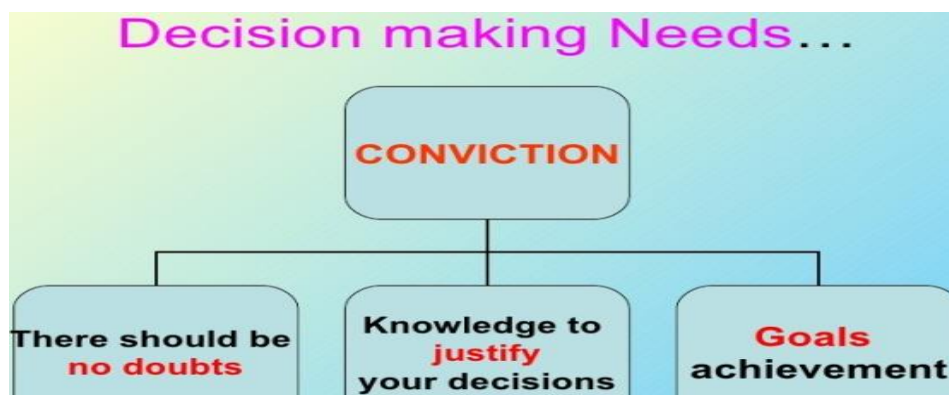 Decision making Needs...
CONVICTION
There should be
no doubts
Knowledge to
justify
your decisions
Goals
achievement